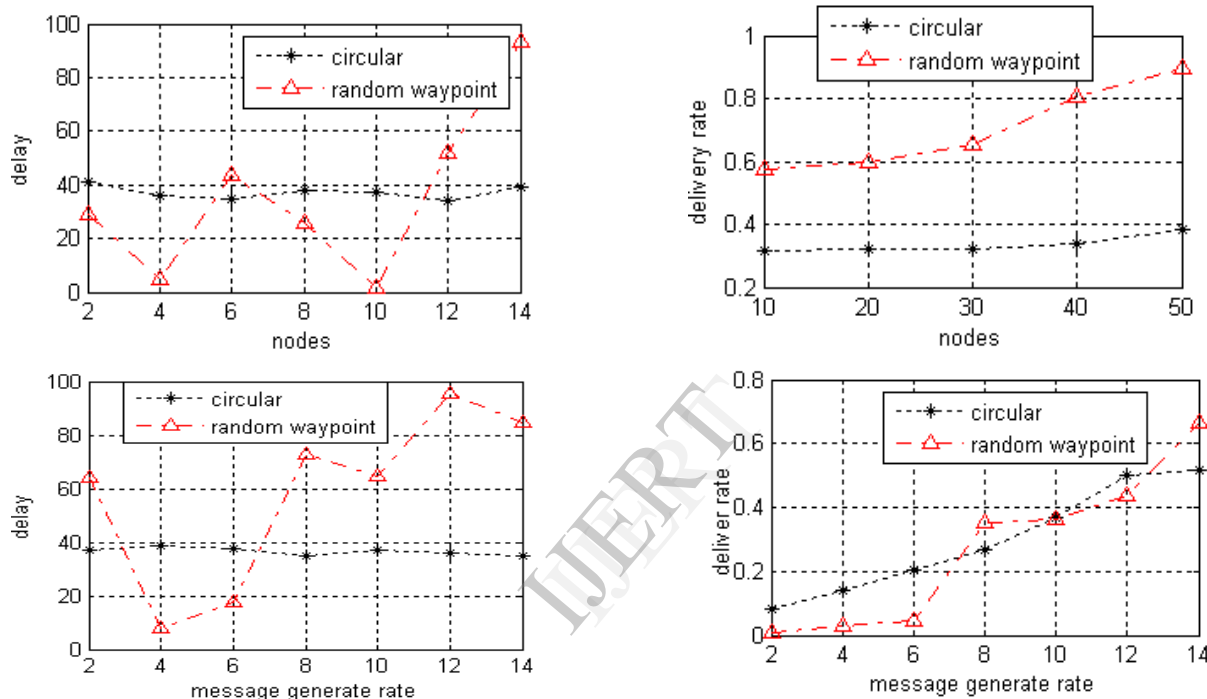 100
80
60
40
20
0
delay
circular
random waypoint
2 4 6 8 10 12 14
nodes
1
0.8
0.6
0.4
0.2
delivery rate
circular
random waypoint
10 20 30 40 50
nodes
100
80
60
40
20
0
delay
circular
random waypoint
2 4 6 8 10 12 14
message generate rate
0.8
0.6
0.4
0.2
0
deliver rate
circular
random waypoint
2 4 6 8 10 12 14
message generate rate
IJERT